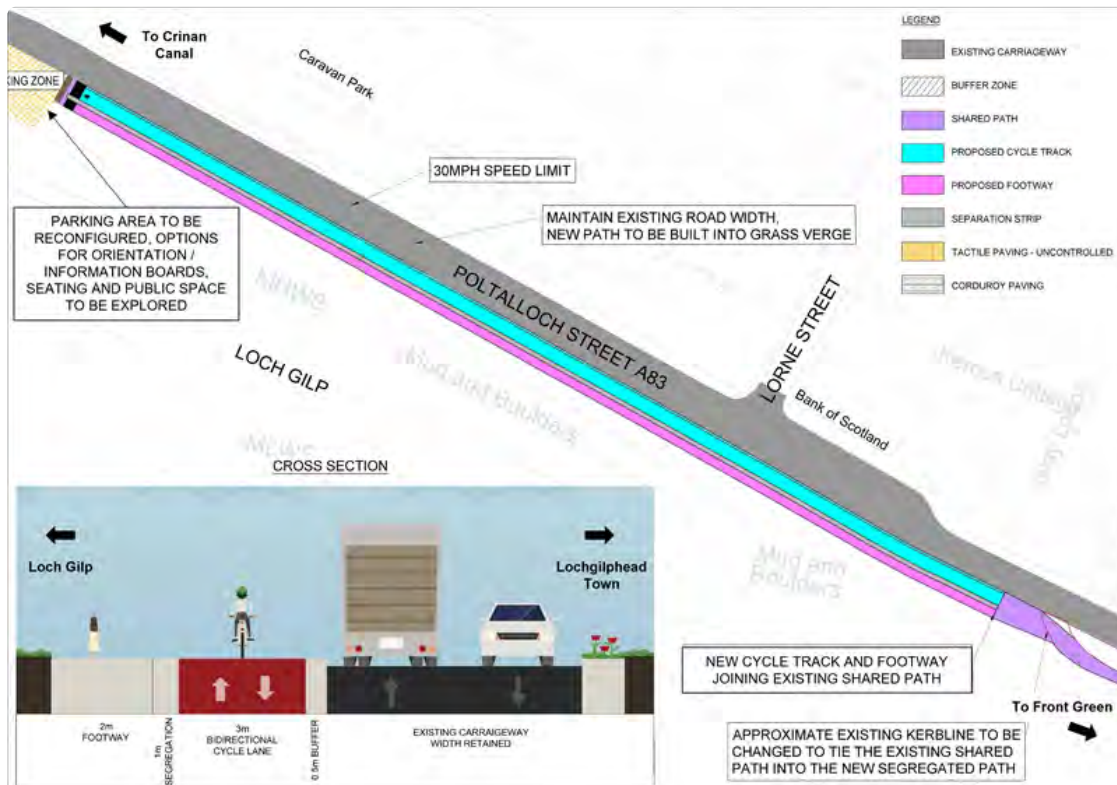 To Crinan
Canal
Caravan Park
KING ZONE
30MPH SPEED LIMIT
MAINTAIN EXISTING ROAD WIDTH,
NEW PATH TO BE BUILT INTO GRASS VERGE
PARKING AREA TO BE
RECONFIGURED, OPTIONS
FOR ORIENTATION /
INFORMATION BOARDS,
SEATING AND PUBLIC SPACE
TO BE EXPLORED
MHWS
LOCH GILP
Mud and Boulders
MLWS
POLTALLOCH STREET A83
LORNE STREET
Bank of Scotland
Mud and
Boulders
LEGEND
EXISTING CARRIAGEWAY
BUFFER ZONE
SHARED PATH
PROPOSED CYCLE TRACK
PROPOSED FOOTWAY
SEPARATION STRIP
TACTILE PAVING - UNCONTROLLED
CORDUROY PAVING
CROSS SECTION
Loch Gilp
Lochgilphead
Town
2m
FOOTWAY
1m
SEGREGATION
3m
BIDIRECTIONAL
CYCLE LANE
0.5m BUFFER
EXISTING CARRAIGEWAY
WIDTH RETAINED
NEW CYCLE TRACK AND FOOTWAY
JOINING EXISTING SHARED PATH
To Front Green
APPROXIMATE EXISTING KERBLINE TO BE
CHANGED TO TIE THE EXISTING SHARED
PATH INTO THE NEW SEGREGATED PATH